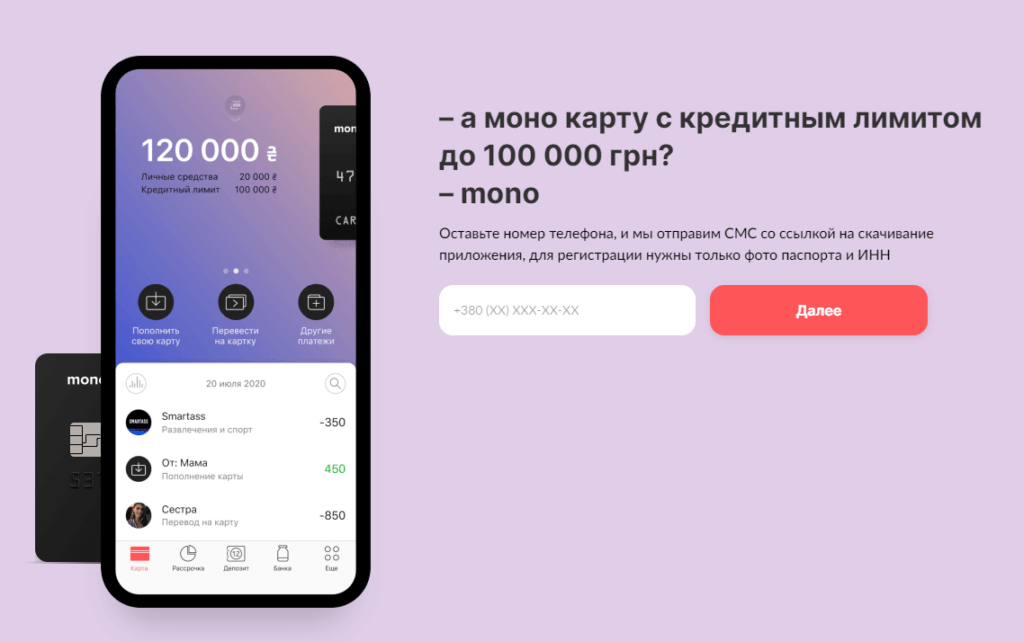 120 000 ₴
Личные средства 20 000 ₴
Кредитный лимит 100 000 ₴
mon
47
CAR
Пополнить
свою карту
Перевести
на картку
Другие
платежи
20 июля 2020
SMARTASS
Smartass
Развлечения и спорт
-350
От: Мама
Пополнение карты
450
Сестра
Перевод на карту
-850
Карта
Рассрочка
12
Депозит
Банка
Еще
mono
537
– а моно карту с кредитным лимитом
до 100 000 грн?
– mono
Оставьте номер телефона, и мы отправим СМС со ссылкой на скачивание
приложения, для регистрации нужны только фото паспорта и ИНН
+380 (XX) XXX-XX-XX
Далее